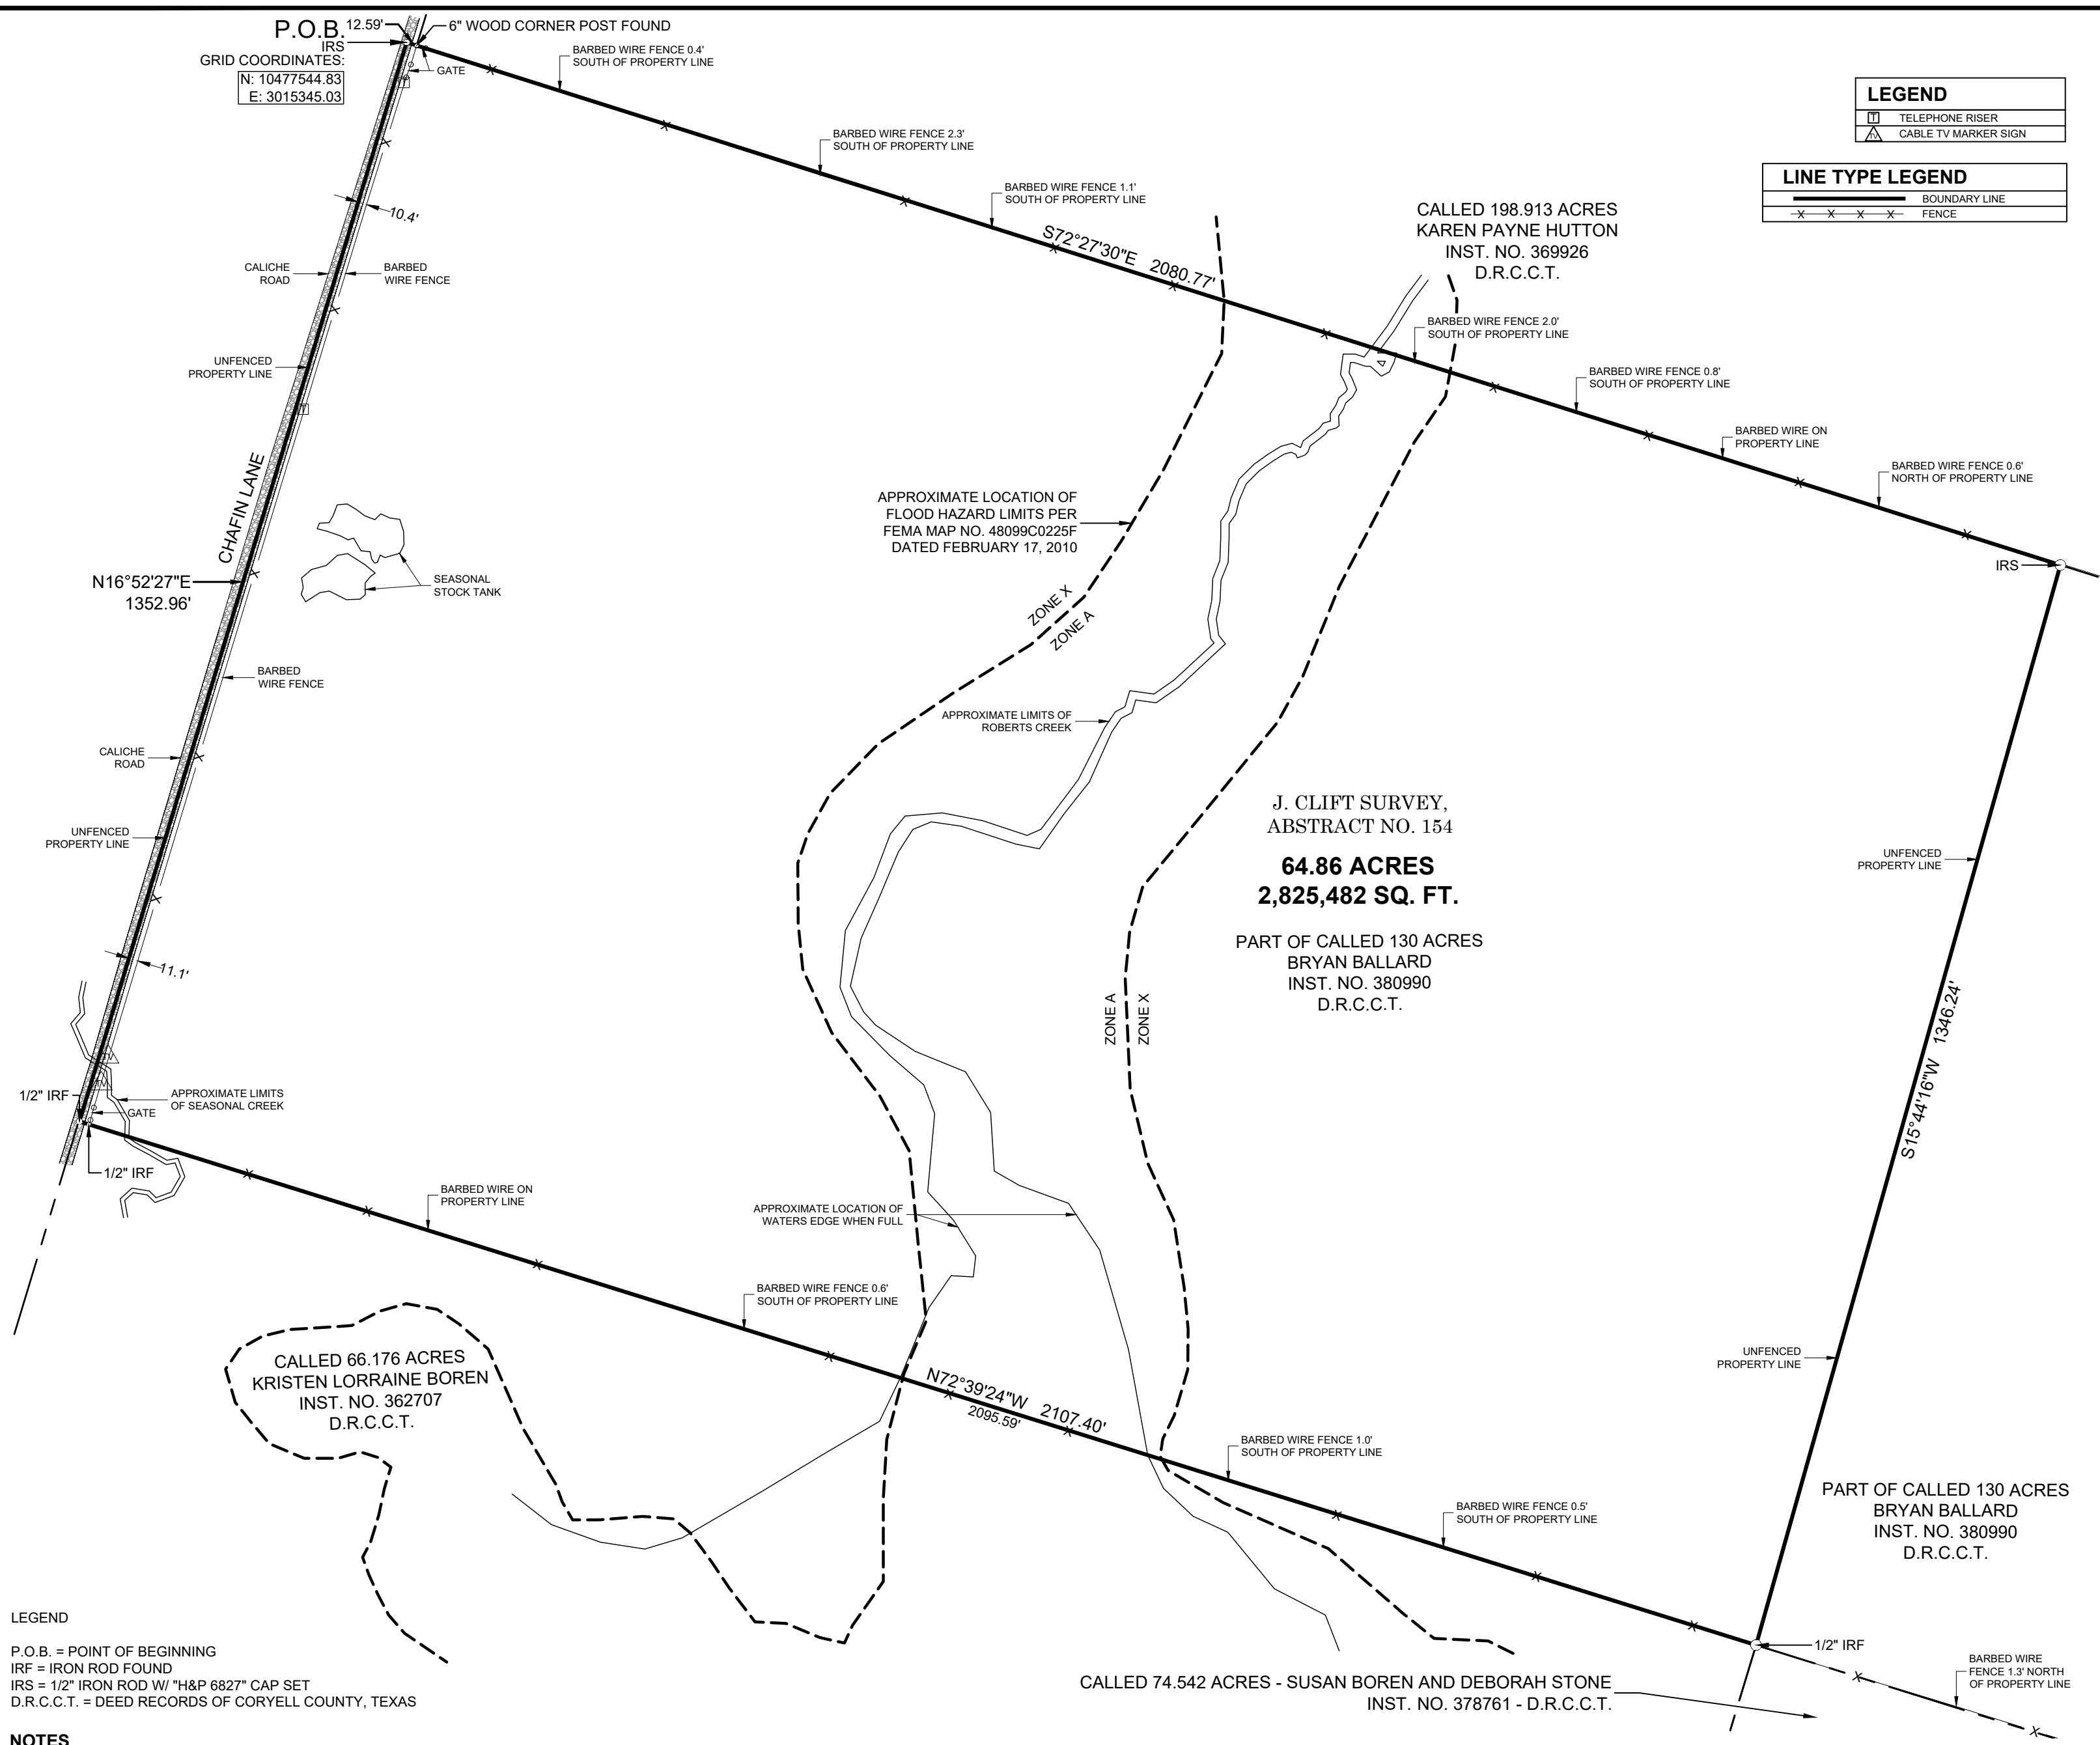 P.O.B.
12.59'
6" WOOD CORNER POST FOUND
IRS
GRID COORDINATES:
N: 10477544.83
E: 3015345.03
GATE
T
BARBED WIRE FENCE 0.4'
SOUTH OF PROPERTY LINE
BARBED WIRE FENCE 2.3'
SOUTH OF PROPERTY LINE
BARBED WIRE FENCE 1.1'
SOUTH OF PROPERTY LINE
S72°27'30"E 2080.77'
LEGEND
T TELEPHONE RISER
TV CABLE TV MARKER SIGN
LINE TYPE LEGEND
BOUNDARY LINE
X X X X FENCE
CALLED 198.913 ACRES
KAREN PAYNE HUTTON
INST. NO. 369926
D.R.C.C.T.
BARBED WIRE FENCE 2.0'
SOUTH OF PROPERTY LINE
BARBED WIRE FENCE 0.8'
SOUTH OF PROPERTY LINE
BARBED WIRE ON
PROPERTY LINE
BARBED WIRE FENCE 0.6'
NORTH OF PROPERTY LINE
IRS
10.4'
CALICHE
ROAD
BARBED
WIRE FENCE
UNFENCED
PROPERTY LINE
T
CHAFIN LANE
N16°52'27"E
1352.96'
SEASONAL
STOCK TANK
APPROXIMATE LOCATION OF
FLOOD HAZARD LIMITS PER
FEMA MAP NO. 48099C0225F
DATED FEBRUARY 17, 2010
ZONE X
ZONE A
BARBED
WIRE FENCE
APPROXIMATE LIMITS OF
ROBERTS CREEK
CALICHE
ROAD
UNFENCED
PROPERTY LINE
J. CLIFT SURVEY,
ABSTRACT NO. 154
64.86 ACRES
2,825,482 SQ. FT.
PART OF CALLED 130 ACRES
BRYAN BALLARD
INST. NO. 380990
D.R.C.C.T.
UNFENCED
PROPERTY LINE
11.1'
ZONE A
ZONE X
S15°44'16"W 1346.24'
TV
TV
1/2" IRF
APPROXIMATE LIMITS
OF SEASONAL CREEK
GATE
1/2" IRF
BARBED WIRE ON
PROPERTY LINE
APPROXIMATE LOCATION OF
WATERS EDGE WHEN FULL
BARBED WIRE FENCE 0.6'
SOUTH OF PROPERTY LINE
CALLED 66.176 ACRES
KRISTEN LORRAINE BOREN
INST. NO. 362707
D.R.C.C.T.
N72°39'24"W 2107.40'
2095.59'
UNFENCED
PROPERTY LINE
BARBED WIRE FENCE 1.0'
SOUTH OF PROPERTY LINE
BARBED WIRE FENCE 0.5'
SOUTH OF PROPERTY LINE
PART OF CALLED 130 ACRES
BRYAN BALLARD
INST. NO. 380990
D.R.C.C.T.
1/2" IRF
BARBED WIRE
FENCE 1.3' NORTH
OF PROPERTY LINE
CALLED 74.542 ACRES - SUSAN BOREN AND DEBORAH STONE
INST. NO. 378761 - D.R.C.C.T.
LEGEND
P.O.B. = POINT OF BEGINNING
IRF = IRON ROD FOUND
IRS = 1/2" IRON ROD W/ "H&P 6827" CAP SET
D.R.C.C.T. = DEED RECORDS OF CORYELL COUNTY, TEXAS
NOTES